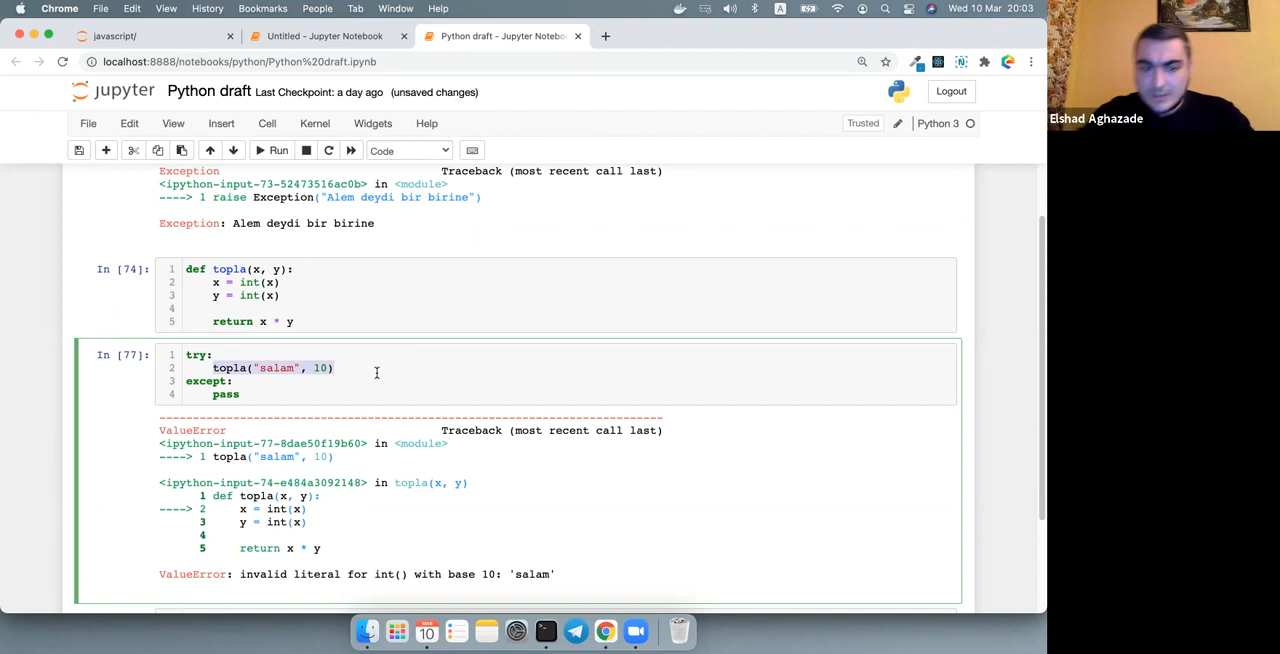 Chrome File Edit View History Bookmarks People Tab Window Help A Wed 10 Mar 20:03
javascript/ Untitled - Jupyter Notebook Python draft - Jupyter Notebo
localhost:8888/notebooks/python/Python%20draft.ipynb
jupyter Python draft Last Checkpoint: a day ago (unsaved changes) Logout
File Edit View Insert Cell Kernel Widgets Help Trusted Python 3
Run Code
Exception Traceback (most recent call last)
<ipython-input-73-52473516ac0b> in <module>
----> 1 raise Exception("Alem deydi bir birine")
Exception: Alem deydi bir birine
In [74]: 1 def topla(x, y):
2 x = int(x)
3 y = int(x)
4
5 return x * y
In [77]: 1 try:
2 topla("salam", 10)
3 except:
4 pass
---------------------------------------------------------------------------
ValueError Traceback (most recent call last)
<ipython-input-77-8dae50f19b60> in <module>
----> 1 topla("salam", 10)
<ipython-input-74-e484a3092148> in topla(x, y)
1 def topla(x, y):
----> 2 x = int(x)
3 y = int(x)
4
5 return x * y
ValueError: invalid literal for int() with base 10: 'salam'
10
Elshad Aghazade